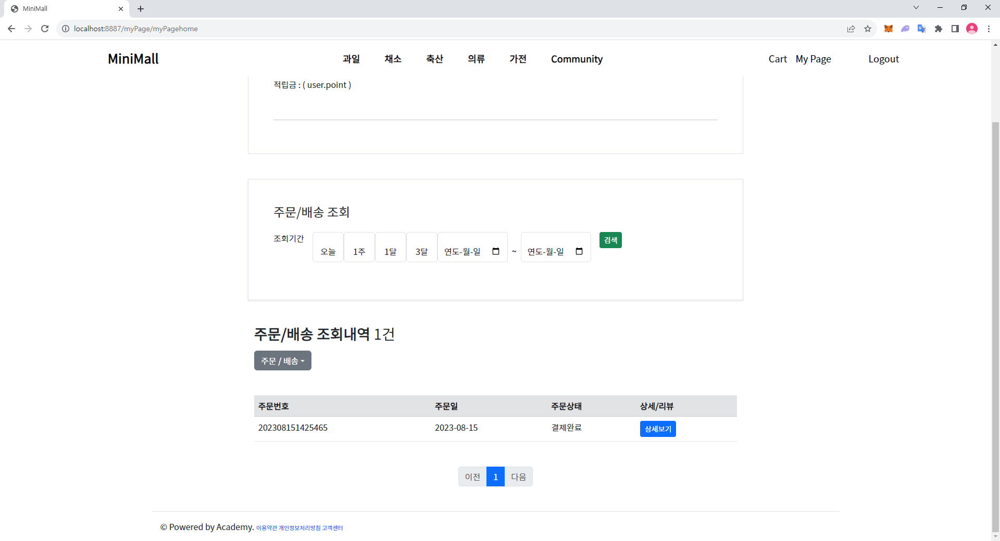 MiniMall
localhost:8887/myPage/myPagehome
MiniMall 과일 채소 축산 의류 가전 Community Cart My Page Logout
적립금 : ( user.point )
주문/배송 조회
조회기간 오늘 1주 1달 3달 연도-월-일 ~ 연도-월-일 검색
주문/배송 조회내역 1건
주문 / 배송
주문번호 주문일 주문상태 상세/리뷰
202308151425465 2023-08-15 결제완료 상세보기
이전 1 다음
© Powered by Academy. 이용약관 개인정보처리방침 고객센터